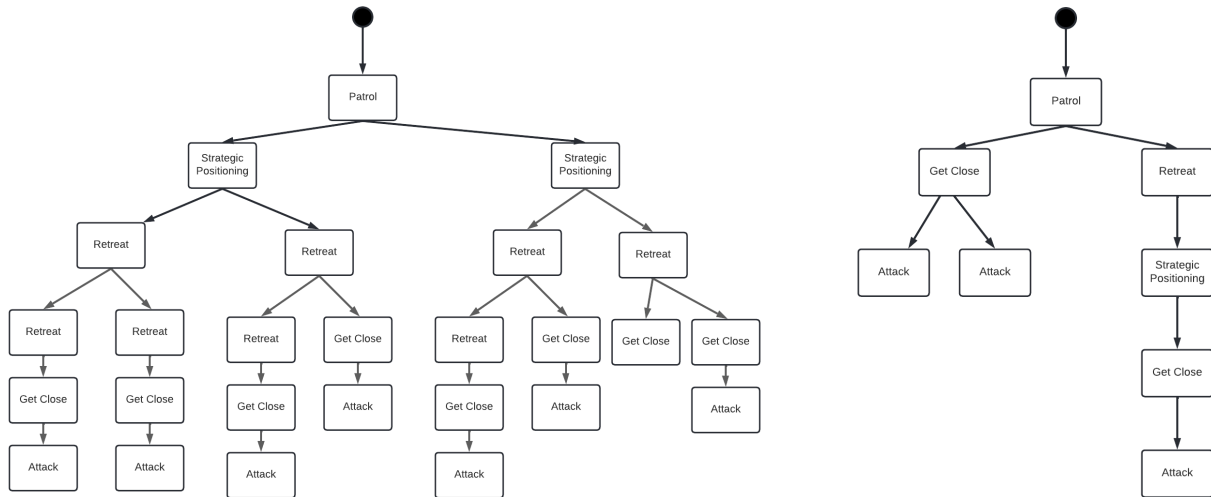 Patrol
Strategic
Positioning
Strategic
Positioning
Retreat
Retreat
Retreat
Retreat
Retreat
Retreat
Retreat
Get Close
Retreat
Get Close
Get Close
Get Close
Get Close
Get Close
Get Close
Attack
Get Close
Attack
Attack
Attack
Attack
Attack
Attack
Patrol
Get Close
Retreat
Attack
Attack
Strategic
Positioning
Get Close
Attack